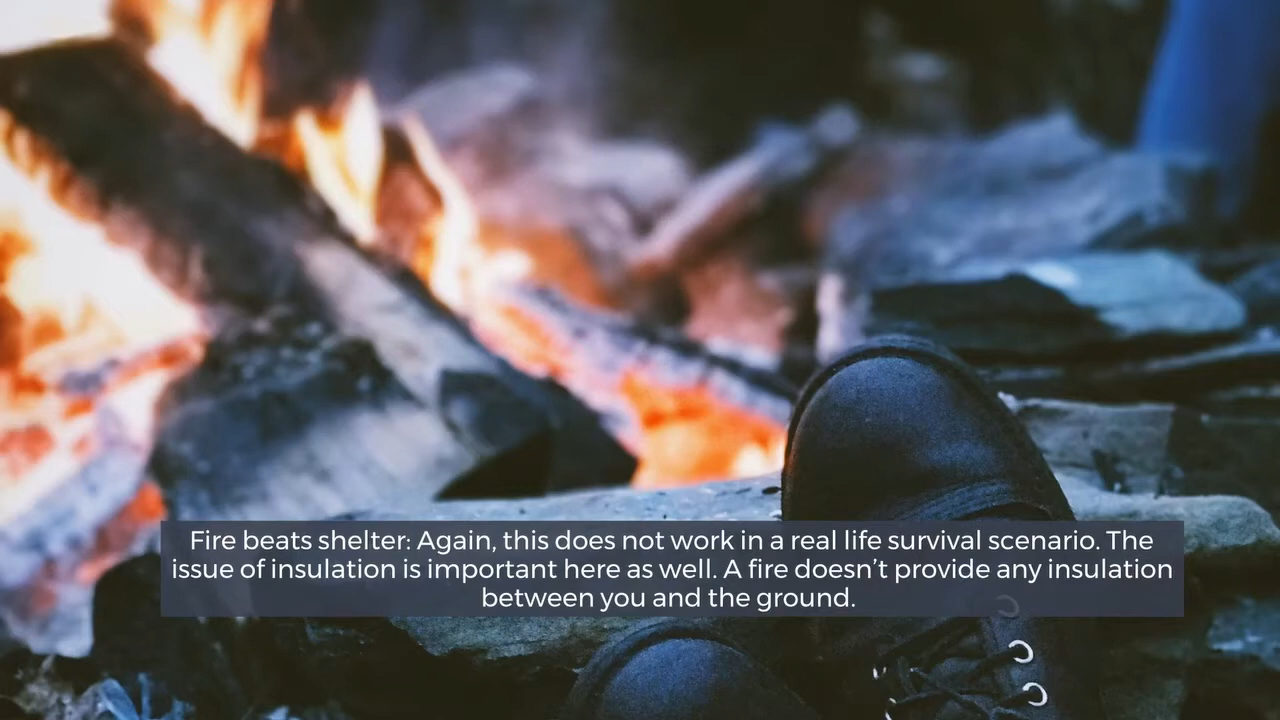 Fire beats shelter: Again, this does not work in a real life survival scenario. The
issue of insulation is important here as well. A fire doesn’t provide any insulation
between you and the ground.